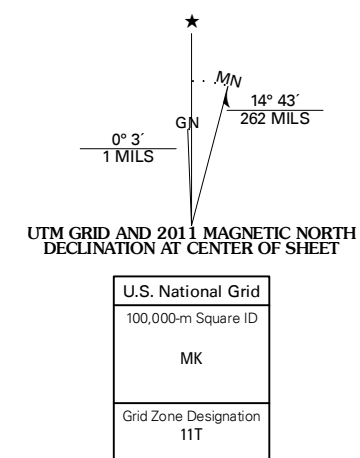 MN
14° 43´
262 MILS
GN
0° 3´
1 MILS
UTM GRID AND 2011 MAGNETIC NORTH
DECLINATION AT CENTER OF SHEET
U.S. National Grid
100,000-m Square ID
MK
Grid Zone Designation
11T